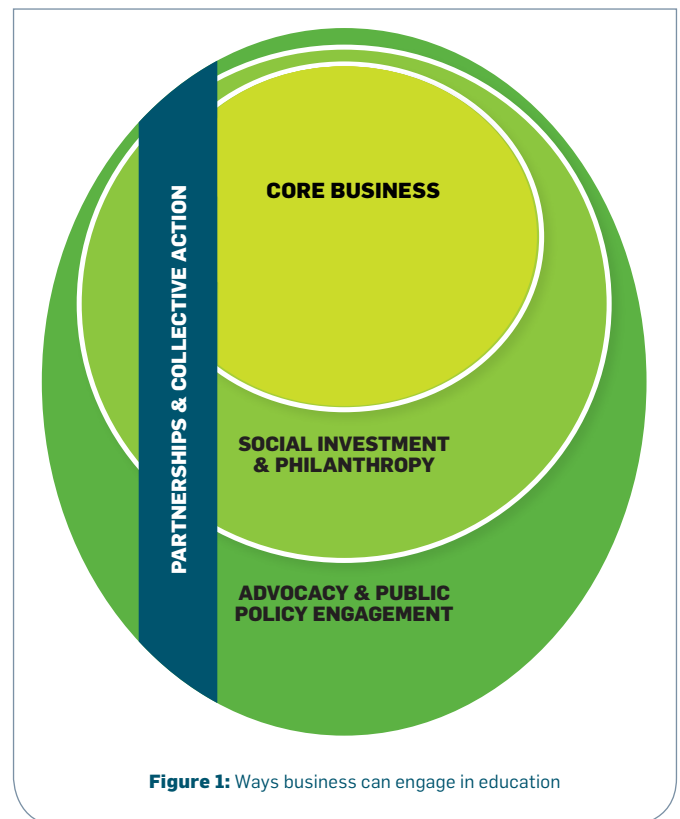 CORE BUSINESS
PARTNERSHIPS & COLLECTIVE ACTION
SOCIAL INVESTMENT
& PHILANTHROPY
ADVOCACY & PUBLIC
POLICY ENGAGEMENT
Figure 1: Ways business can engage in education